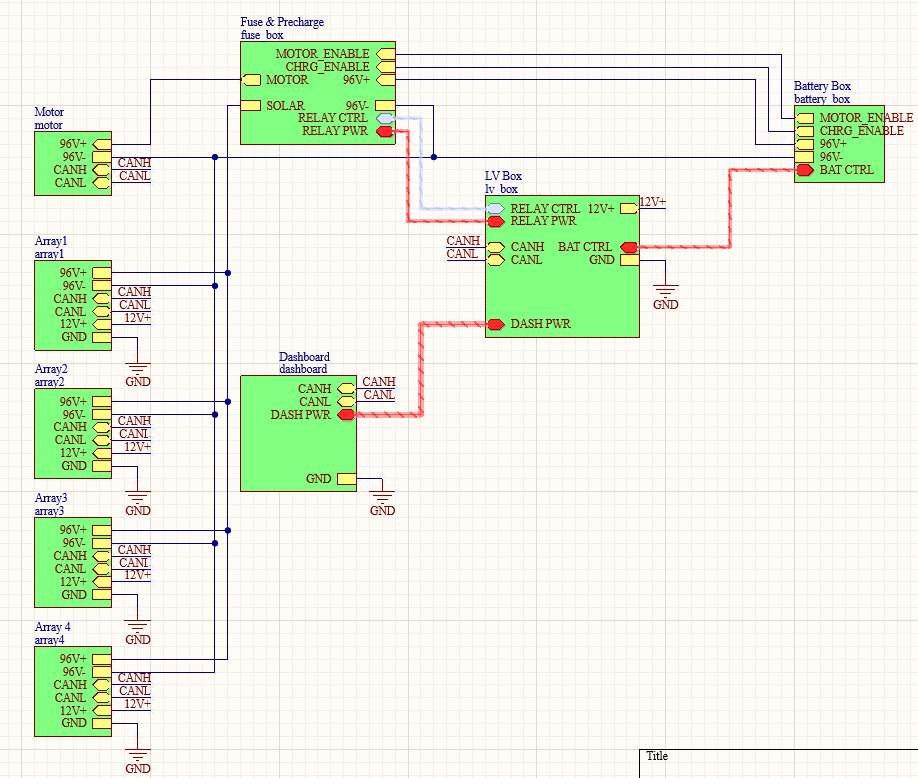 Fuse & Precharge
fuse_box
MOTOR_ENABLE
CHRG_ENABLE
MOTOR 96V+
SOLAR 96V-
RELAY CTRL
RELAY PWR
Battery Box
battery_box
MOTOR_ENABLE
CHRG_ENABLE
96V+
96V-
BAT CTRL
Motor
motor
96V+
96V-
CANH CANH
CANL CANL
LV Box
lv_box
RELAY CTRL 12V+ 12V+
RELAY PWR
CANH CANH BAT CTRL
CANL CANL GND
GND
DASH PWR
Array1
array1
96V+
96V-
CANH CANH
CANL CANL
12V+ 12V+
GND
GND
Dashboard
dashboard
CANH CANH
CANL CANL
DASH PWR
GND
GND
Array2
array2
96V+
96V-
CANH CANH
CANL CANL
12V+ 12V+
GND
GND
Array3
array3
96V+
96V-
CANH CANH
CANL CANL
12V+ 12V+
GND
GND
Array 4
array4
96V+
96V-
CANH CANH
CANL CANL
12V+ 12V+
GND
GND
Title